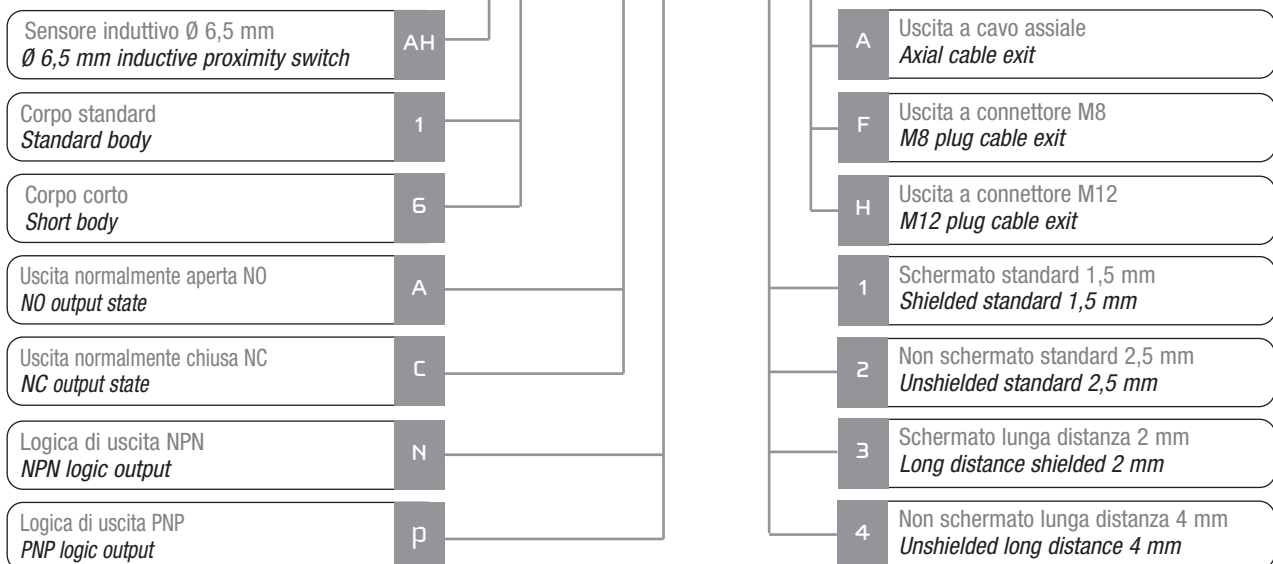 Sensore induttivo Ø 6,5 mm
Ø 6,5 mm inductive proximity switch
AH
Corpo standard
Standard body
1
Corpo corto
Short body
6
Uscita normalmente aperta NO
NO output state
A
Uscita normalmente chiusa NC
NC output state
C
Logica di uscita NPN
NPN logic output
N
Logica di uscita PNP
PNP logic output
P
A
Uscita a cavo assiale
Axial cable exit
F
Uscita a connettore M8
M8 plug cable exit
H
Uscita a connettore M12
M12 plug cable exit
1
Schermato standard 1,5 mm
Shielded standard 1,5 mm
2
Non schermato standard 2,5 mm
Unshielded standard 2,5 mm
3
Schermato lunga distanza 2 mm
Long distance shielded 2 mm
4
Non schermato lunga distanza 4 mm
Unshielded long distance 4 mm